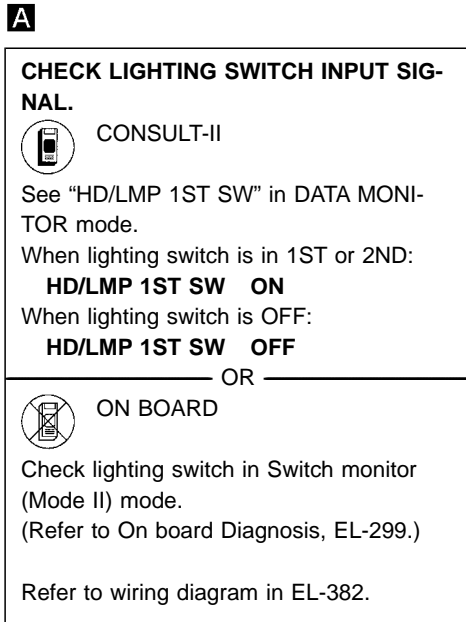 A
CHECK LIGHTING SWITCH INPUT SIG-
NAL.
CONSULT-II
See “HD/LMP 1ST SW” in DATA MONI-
TOR mode.
When lighting switch is in 1ST or 2ND:
HD/LMP 1ST SW ON
When lighting switch is OFF:
HD/LMP 1ST SW OFF
OR
ON BOARD
Check lighting switch in Switch monitor
(Mode II) mode.
(Refer to On board Diagnosis, EL-299.)
Refer to wiring diagram in EL-382.